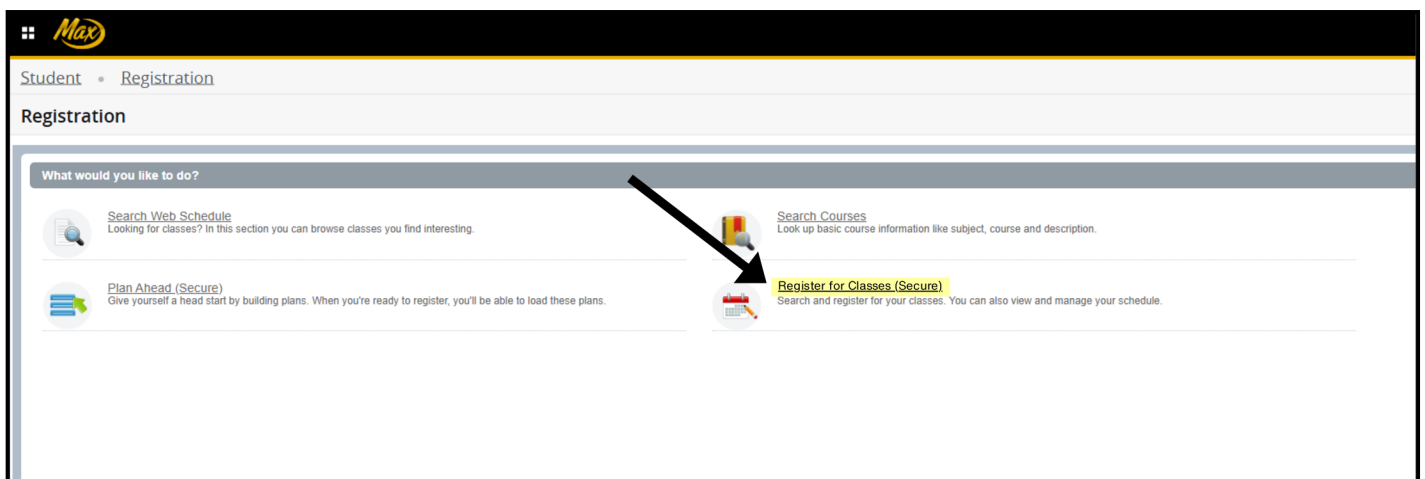 Max
Student • Registration
Registration
What would you like to do?
Search Web Schedule
Looking for classes? In this section you can browse classes you find interesting.
Search Courses
Look up basic course information like subject, course and description.
Plan Ahead (Secure)
Give yourself a head start by building plans. When you're ready to register, you'll be able to load these plans.
Register for Classes (Secure)
Search and register for your classes. You can also view and manage your schedule.